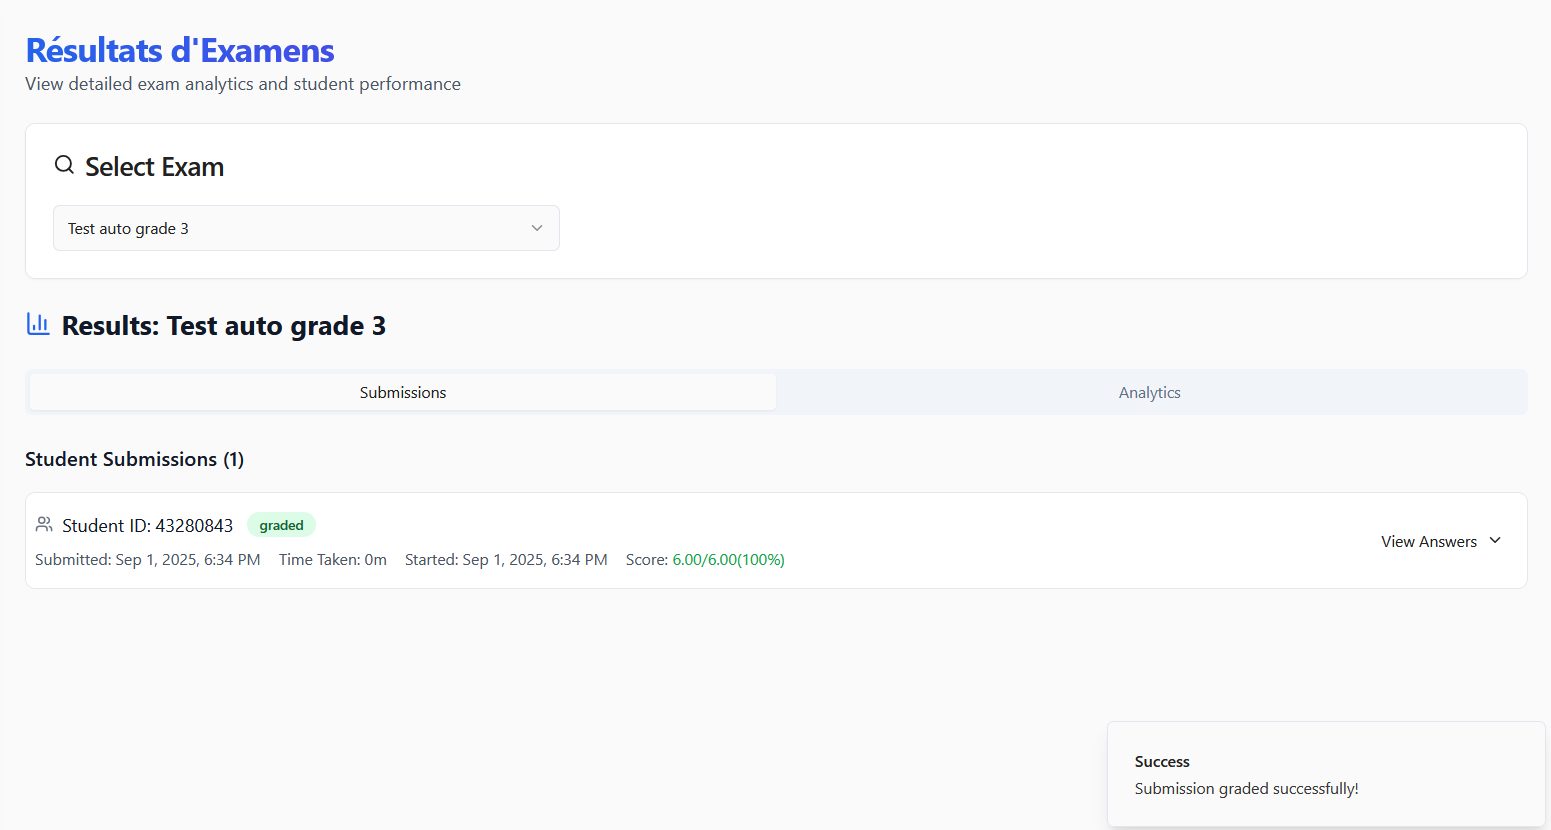 Résultats d'Examens
View detailed exam analytics and student performance
Select Exam
Test auto grade 3
Results: Test auto grade 3
Submissions
Analytics
Student Submissions (1)
Student ID: 43280843 graded
Submitted: Sep 1, 2025, 6:34 PM Time Taken: 0m Started: Sep 1, 2025, 6:34 PM Score: 6.00/6.00(100%)
View Answers
Success
Submission graded successfully!